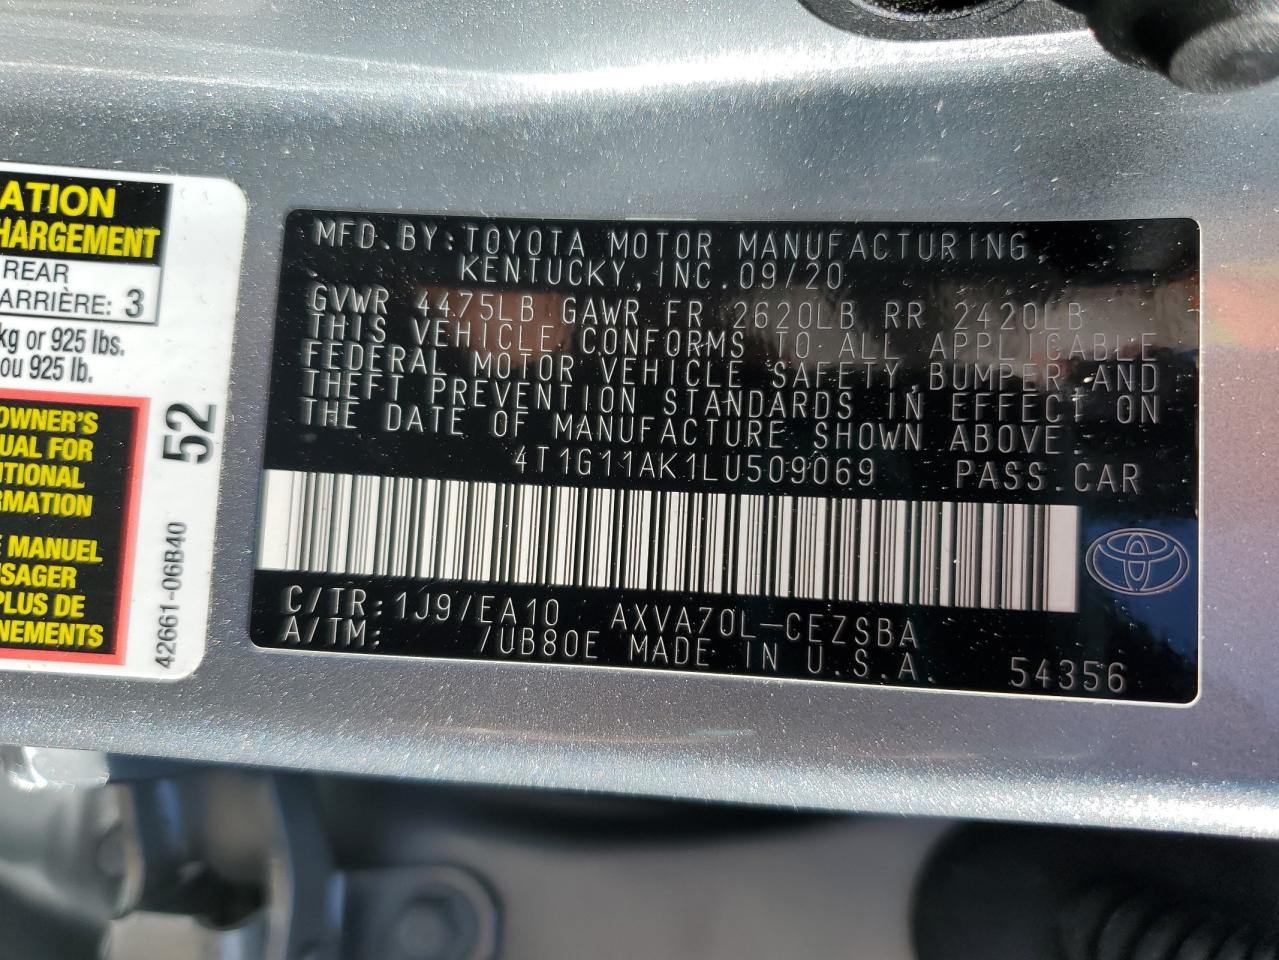 ATION
HARGEMENT
REAR
ARRIÈRE: 3
kg or 925 lbs.
ou 925 lb.
OWNER'S
UAL FOR
ITIONAL
RMATION
E MANUEL
USAGER
PLUS DE
NEMENTS
52
42661-06B40
MFD. BY: TOYOTA MOTOR MANUFACTURING,
KENTUCKY, INC. 09/20
GVWR 4475LB GAWR FR 2620LB RR 2420LB
THIS VEHICLE CONFORMS TO ALL APPLICABLE
FEDERAL MOTOR VEHICLE SAFETY, BUMPER AND
THEFT PREVENTION STANDARDS IN EFFECT ON
THE DATE OF MANUFACTURE SHOWN ABOVE.
4T1G11AK1LU509069 PASS. CAR
C/TR: 1J9/EA10 AXVA70L-CEZSBA
A/TM: /UB80E MADE IN U.S.A. 54356